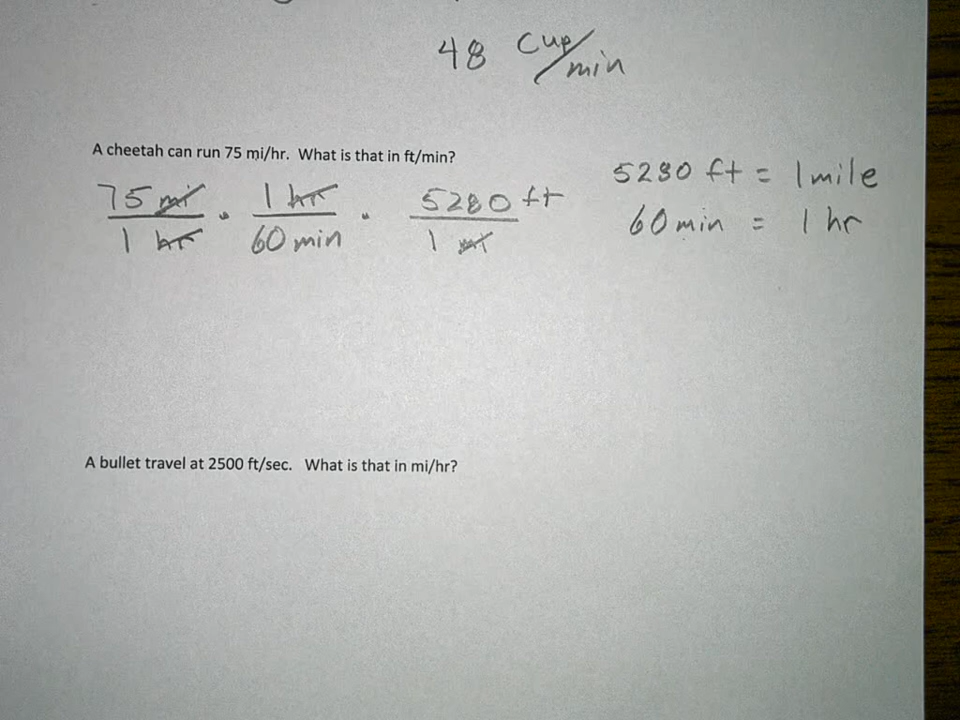 48 cup/min
A cheetah can run 75 mi/hr. What is that in ft/min?
75 mi/1 hr · 1 hr/60 min · 5280 ft/1 mi
5280 ft = 1 mile
60 min = 1 hr
A bullet travel at 2500 ft/sec. What is that in mi/hr?